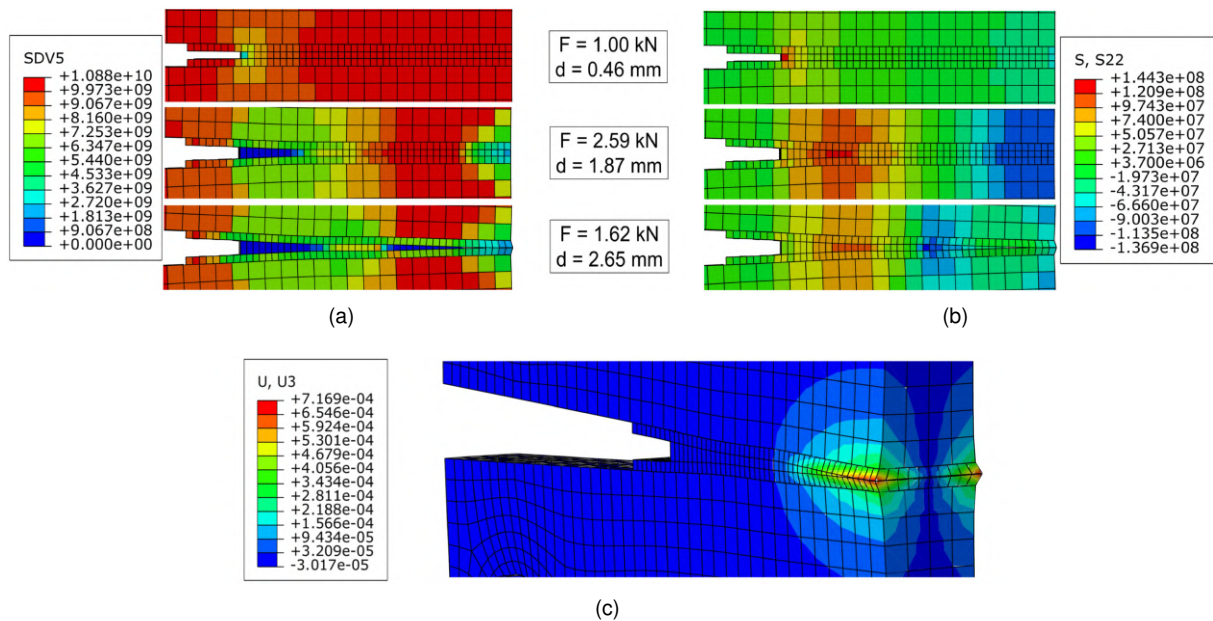 SDV5
+1.088e+10
+9.973e+09
+9.067e+09
+8.160e+09
+7.253e+09
+6.347e+09
+5.440e+09
+4.533e+09
+3.627e+09
+2.720e+09
+1.813e+09
+9.067e+08
+0.000e+00
F = 1.00 kN
d = 0.46 mm
F = 2.59 kN
d = 1.87 mm
F = 1.62 kN
d = 2.65 mm
S, S22
+1.443e+08
+1.209e+08
+9.743e+07
+7.400e+07
+5.057e+07
+2.713e+07
+3.700e+06
-1.973e+07
-4.317e+07
-6.660e+07
-9.003e+07
-1.135e+08
-1.369e+08
(a)
(b)
U, U3
+7.169e-04
+6.546e-04
+5.924e-04
+5.301e-04
+4.679e-04
+4.056e-04
+3.434e-04
+2.811e-04
+2.188e-04
+1.566e-04
+9.434e-05
+3.209e-05
-3.017e-05
(c)